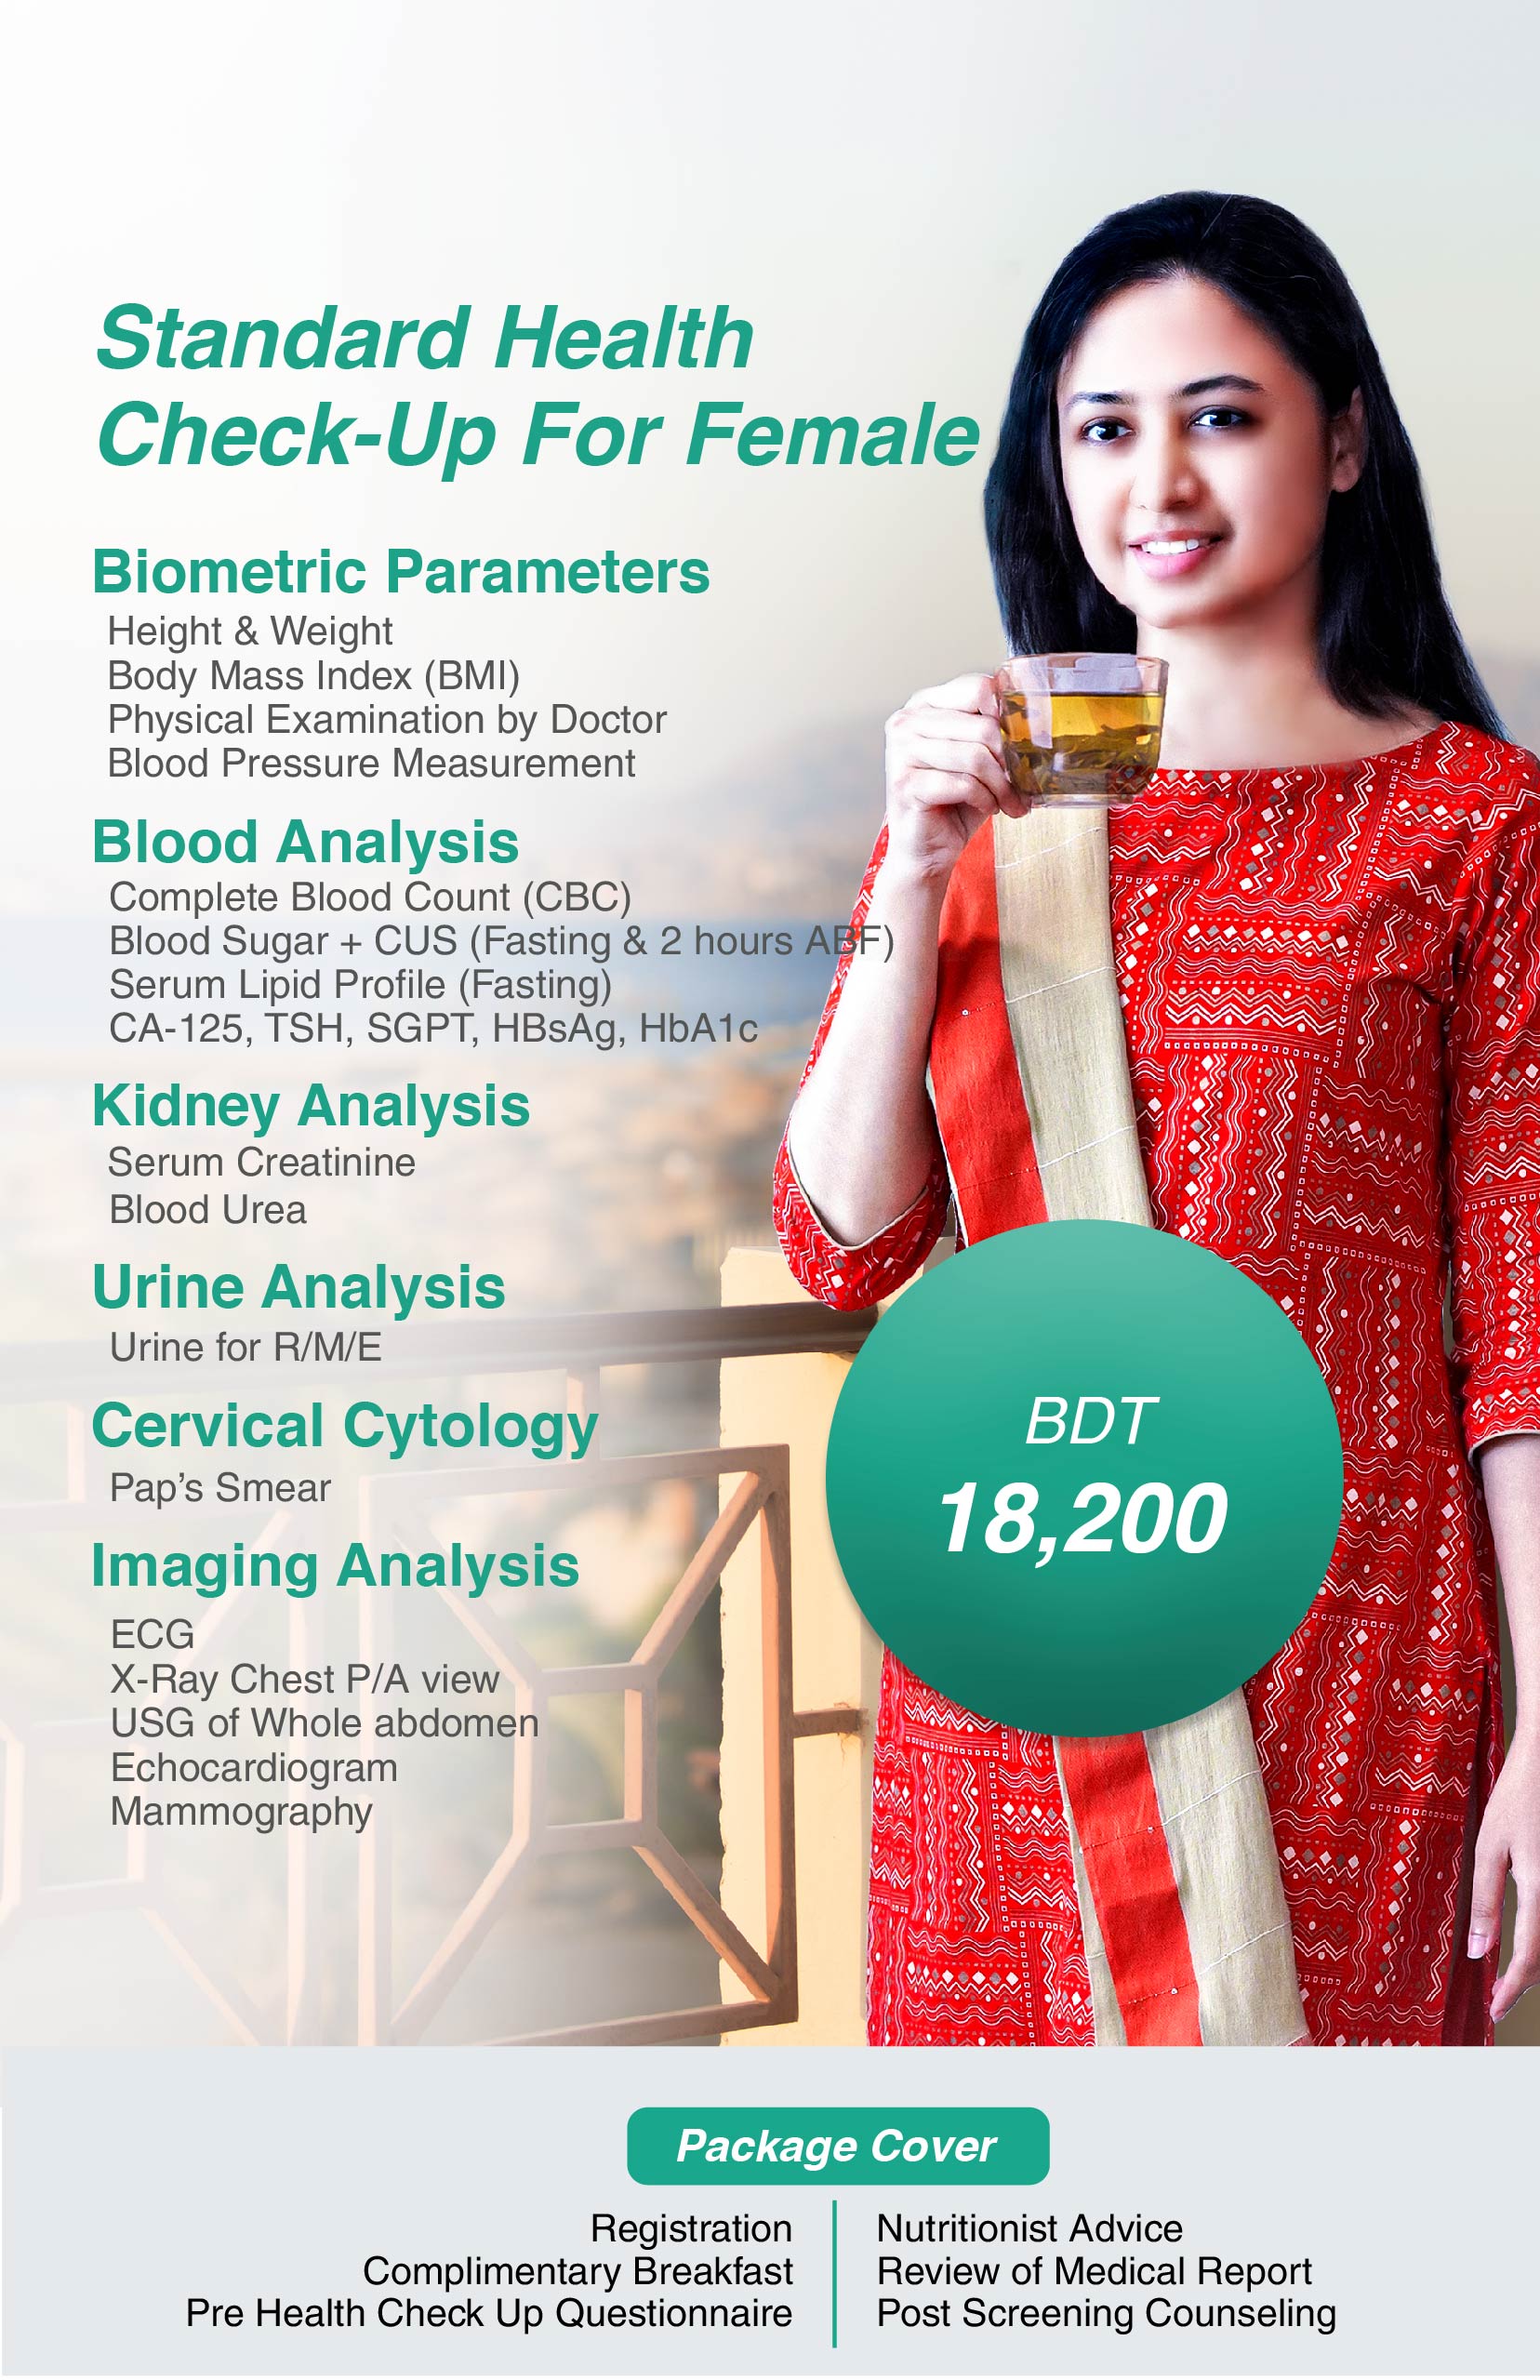 Standard Health
Check-Up For Female
Biometric Parameters
Height & Weight
Body Mass Index (BMI)
Physical Examination by Doctor
Blood Pressure Measurement
Blood Analysis
Complete Blood Count (CBC)
Blood Sugar + CUS (Fasting & 2 hours ABF)
Serum Lipid Profile (Fasting)
CA-125, TSH, SGPT, HBsAg, HbA1c
Kidney Analysis
Serum Creatinine
Blood Urea
Urine Analysis
Urine for R/M/E
Cervical Cytology
Pap’s Smear
Imaging Analysis
ECG
X-Ray Chest P/A view
USG of Whole abdomen
Echocardiogram
Mammography
BDT
18,200
Package Cover
Registration
Complimentary Breakfast
Pre Health Check Up Questionnaire
Nutritionist Advice
Review of Medical Report
Post Screening Counseling